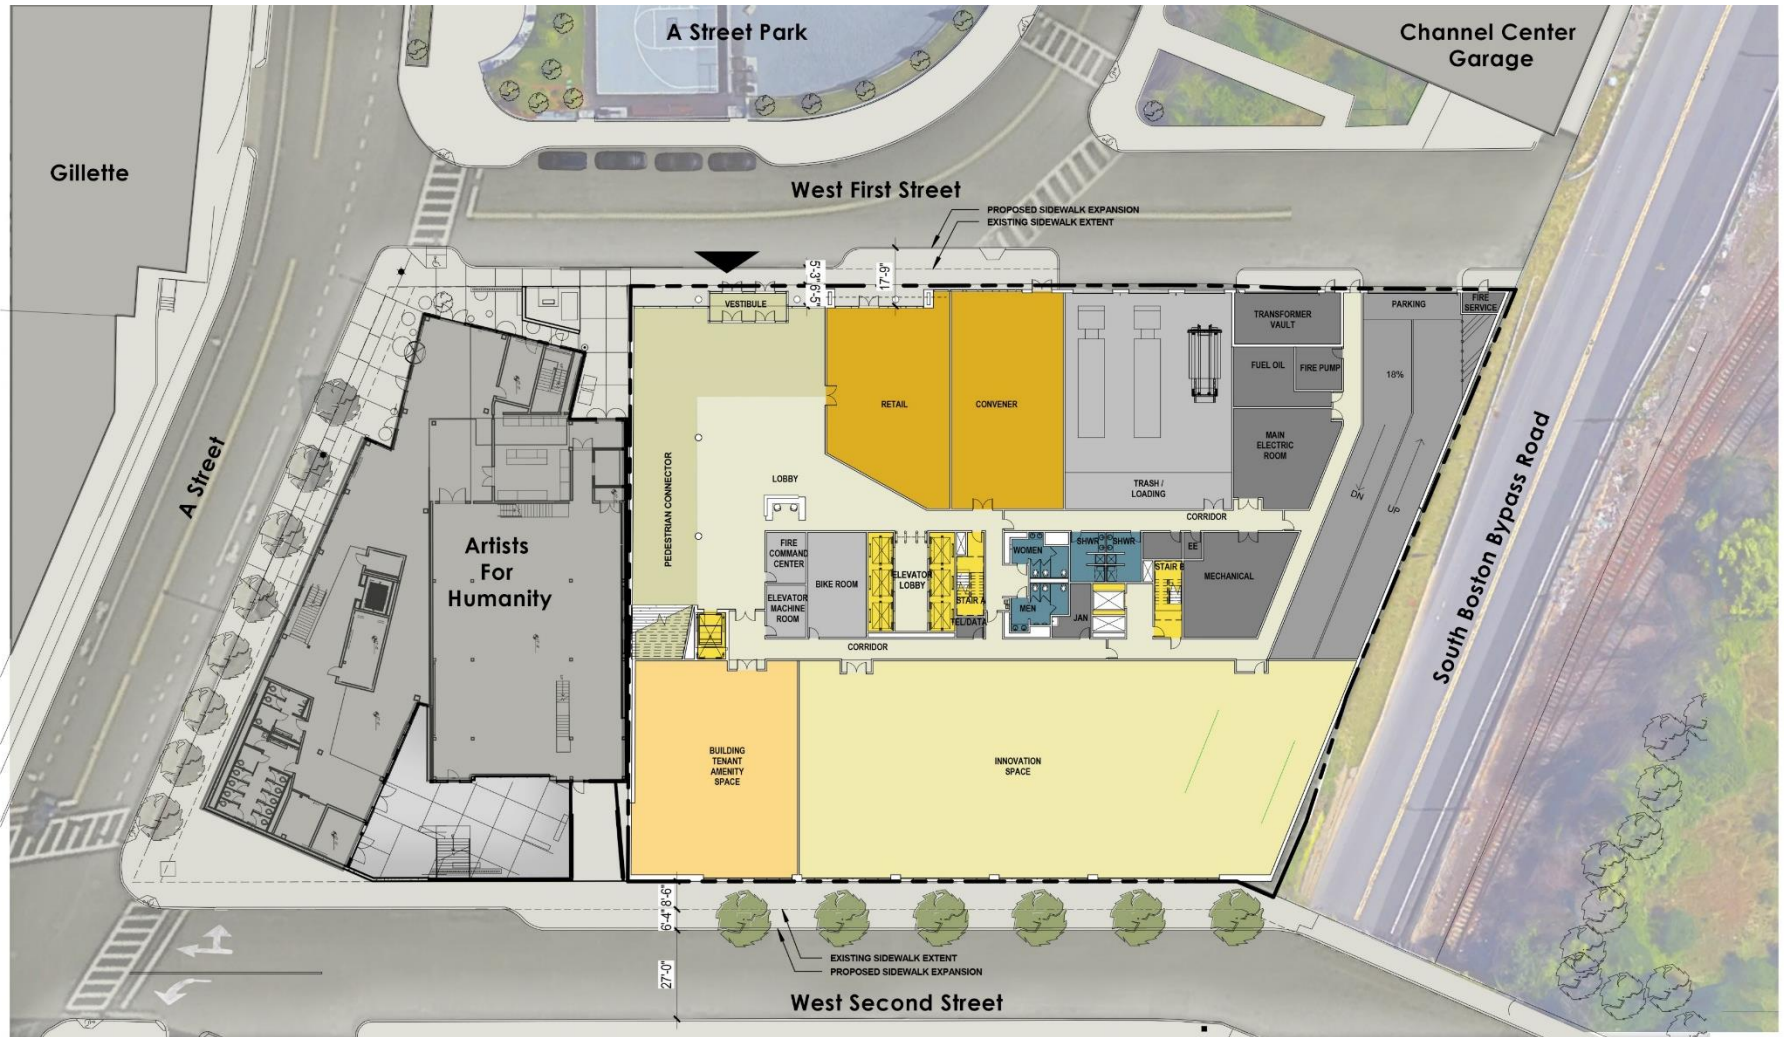 A Street Park
Channel Center
Garage
Gillette
West First Street
PROPOSED SIDEWALK EXPANSION
EXISTING SIDEWALK EXTENT
5'-3"
6'-5"
17'-9"
VESTIBULE
PARKING
FIRE
SERVICE
TRANSFORMER
VAULT
FUEL OIL
FIRE PUMP
18%
RETAIL
CONVENER
MAIN
ELECTRIC
ROOM
A Street
PEDESTRIAN CONNECTOR
LOBBY
TRASH /
LOADING
DN
UP
CORRIDOR
South Boston Bypass Road
Artists
For
Humanity
FIRE
COMMAND
CENTER
BIKE ROOM
ELEVATOR
LOBBY
WOMEN
SHWR
SHWR
EE
STAIR B
MECHANICAL
ELEVATOR
MACHINE
ROOM
STAIR A
MEN
JAN
TEL/DATA
CORRIDOR
BUILDING
TENANT
AMENITY
SPACE
INNOVATION
SPACE
8'-6"
6'-4"
27'-0"
EXISTING SIDEWALK EXTENT
PROPOSED SIDEWALK EXPANSION
West Second Street